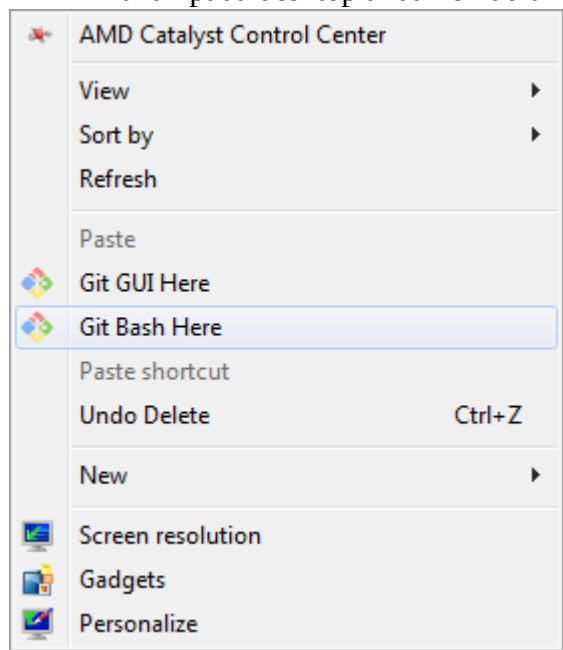 AMD Catalyst Control Center
View
Sort by
Refresh
Paste
Git GUI Here
Git Bash Here
Paste shortcut
Undo Delete Ctrl+Z
New
Screen resolution
Gadgets
Personalize